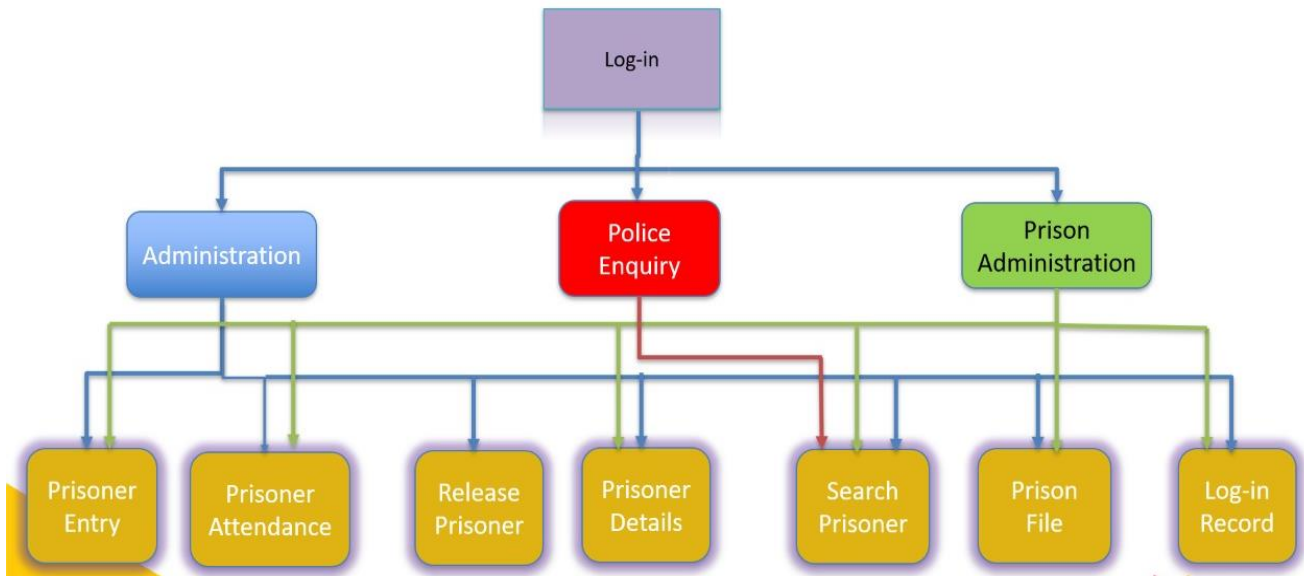 Log-in
Administration
Police
Enquiry
Prison
Administration
Prisoner
Entry
Prisoner
Attendance
Release
Prisoner
Prisoner
Details
Search
Prisoner
Prison
File
Log-in
Record